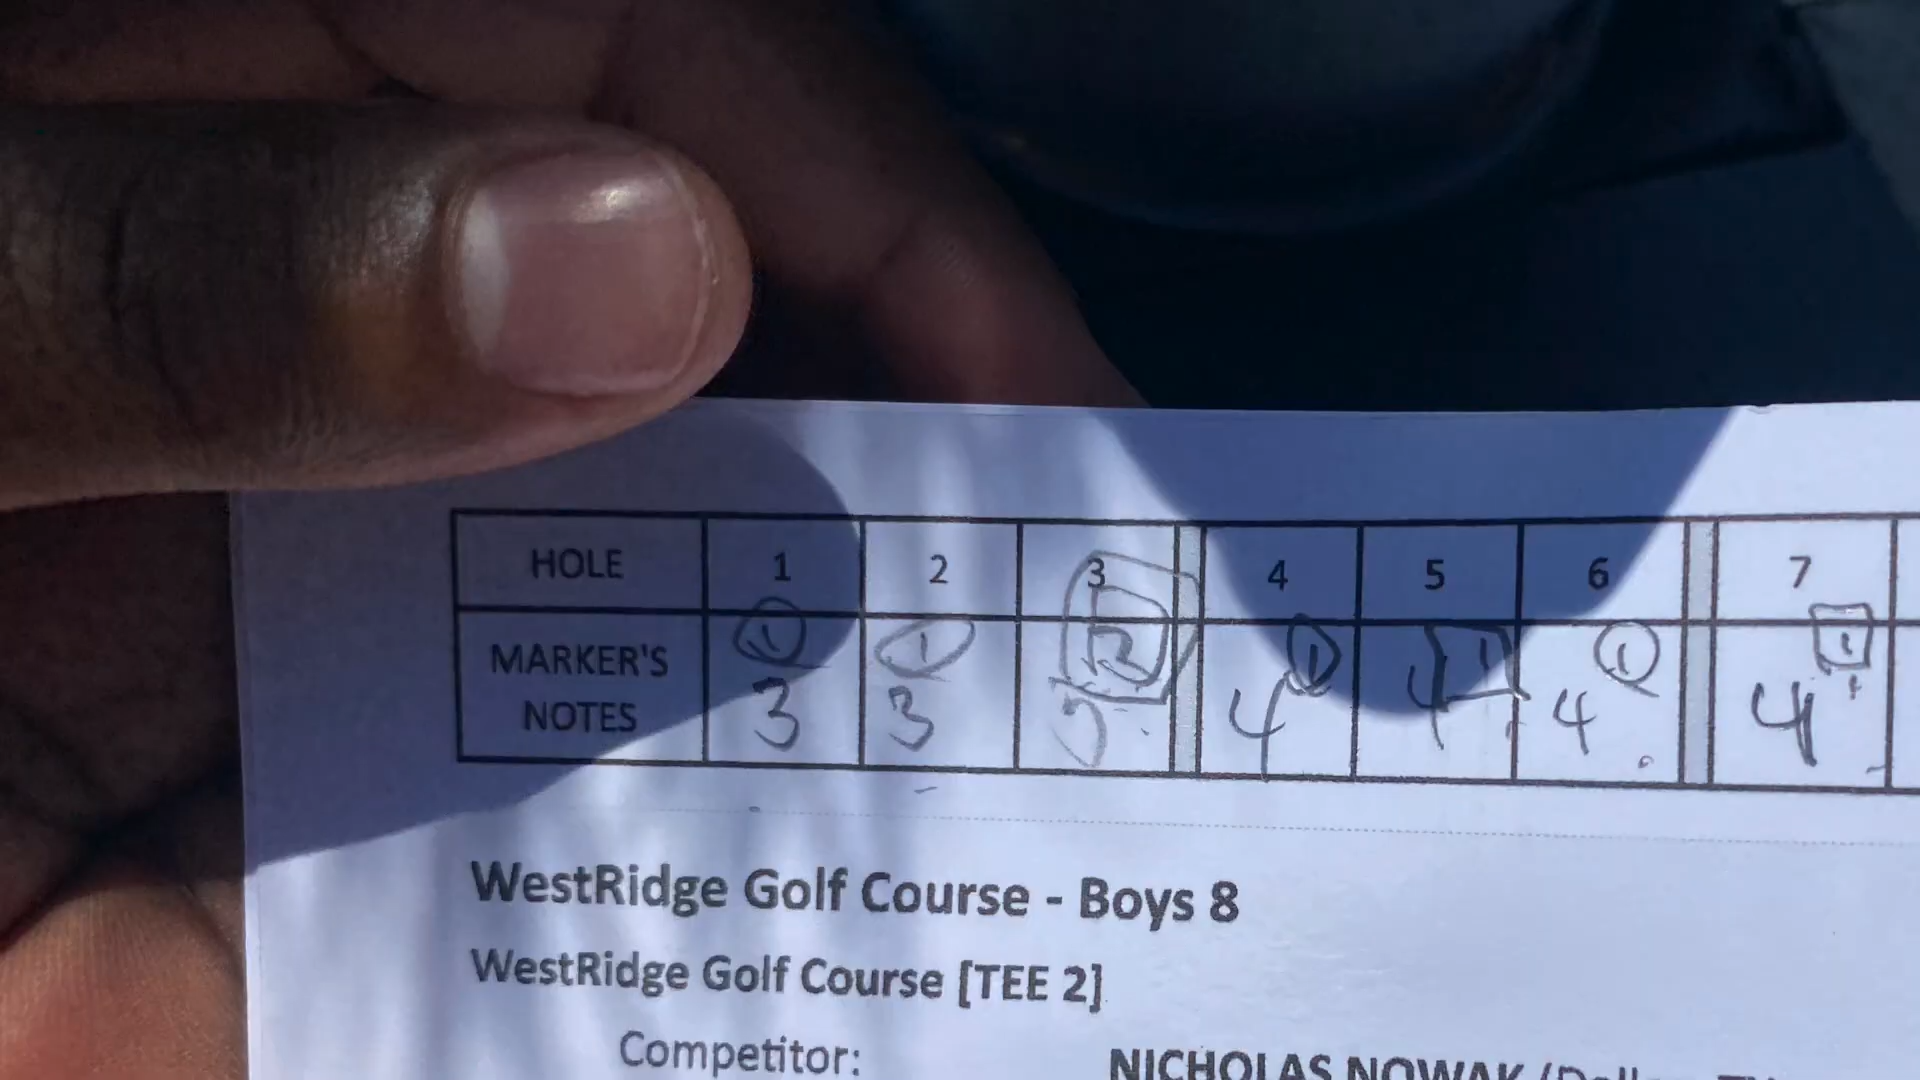 HOLE 1 2 3 4 5 6 7
MARKER'S NOTES 1 1 2 1 1 1 1
3 3 5 4 4 4 4
WestRidge Golf Course - Boys 8
WestRidge Golf Course [TEE 2]
Competitor: NICHOLAS NOWAK